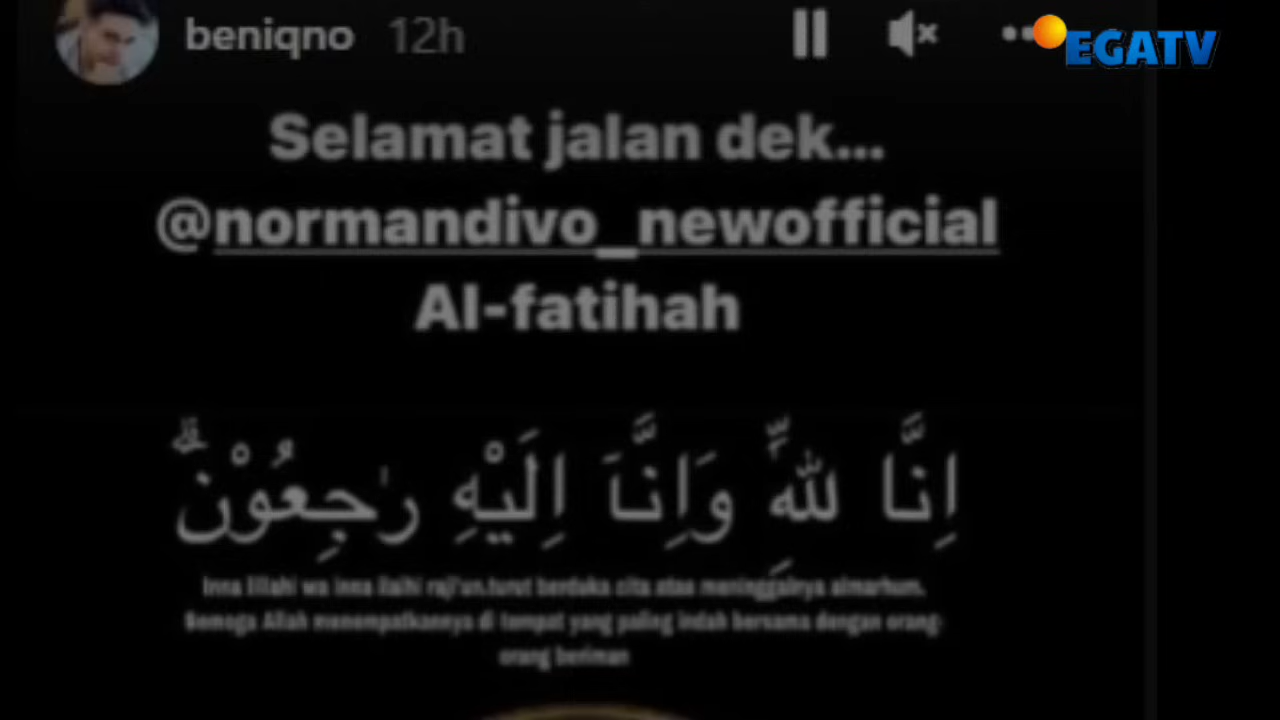 beniqno 12h
EGATV
Selamat jalan dek...
@normandivo_newofficial
Al-fatihah
اِنَّا لِلّٰهِ وَاِنَّآ اِلَيْهِ رٰجِعُوْنَۗ
Inna lillahi wa inna ilaihi raji'un.turut berduka cita atas meninggalnya almarhum.
Semoga Allah menempatkannya di tempat yang paling indah bersama dengan orang-
orang beriman